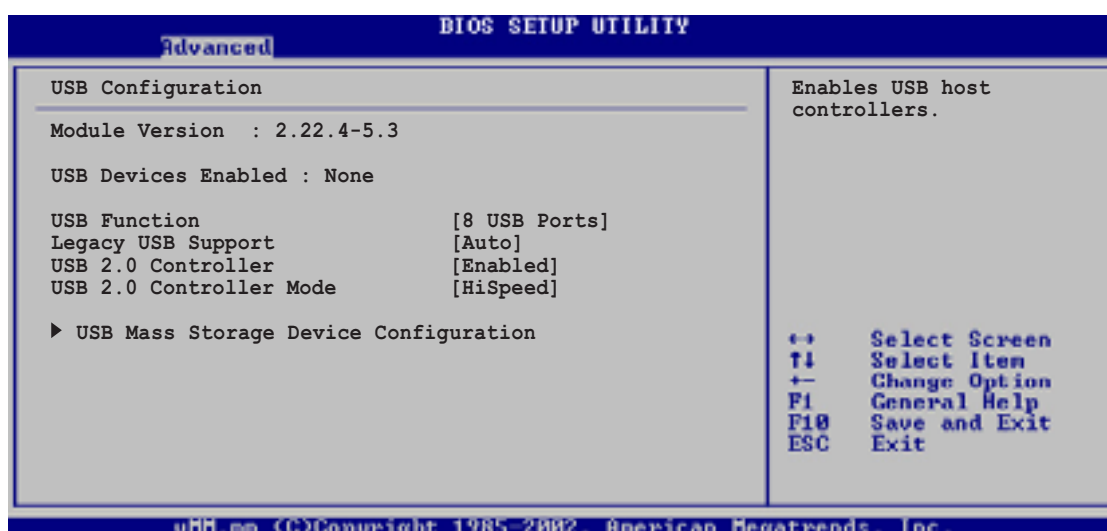 BIOS SETUP UTILITY
Advanced
USB Configuration
Module Version : 2.22.4-5.3
USB Devices Enabled : None
USB Function [8 USB Ports]
Legacy USB Support [Auto]
USB 2.0 Controller [Enabled]
USB 2.0 Controller Mode [HiSpeed]
▶ USB Mass Storage Device Configuration
Enables USB host
controllers.
←→ Select Screen
↑↓ Select Item
+- Change Option
F1 General Help
F10 Save and Exit
ESC Exit
(C)Copyright 1985-2002, American Megatrends, Inc.